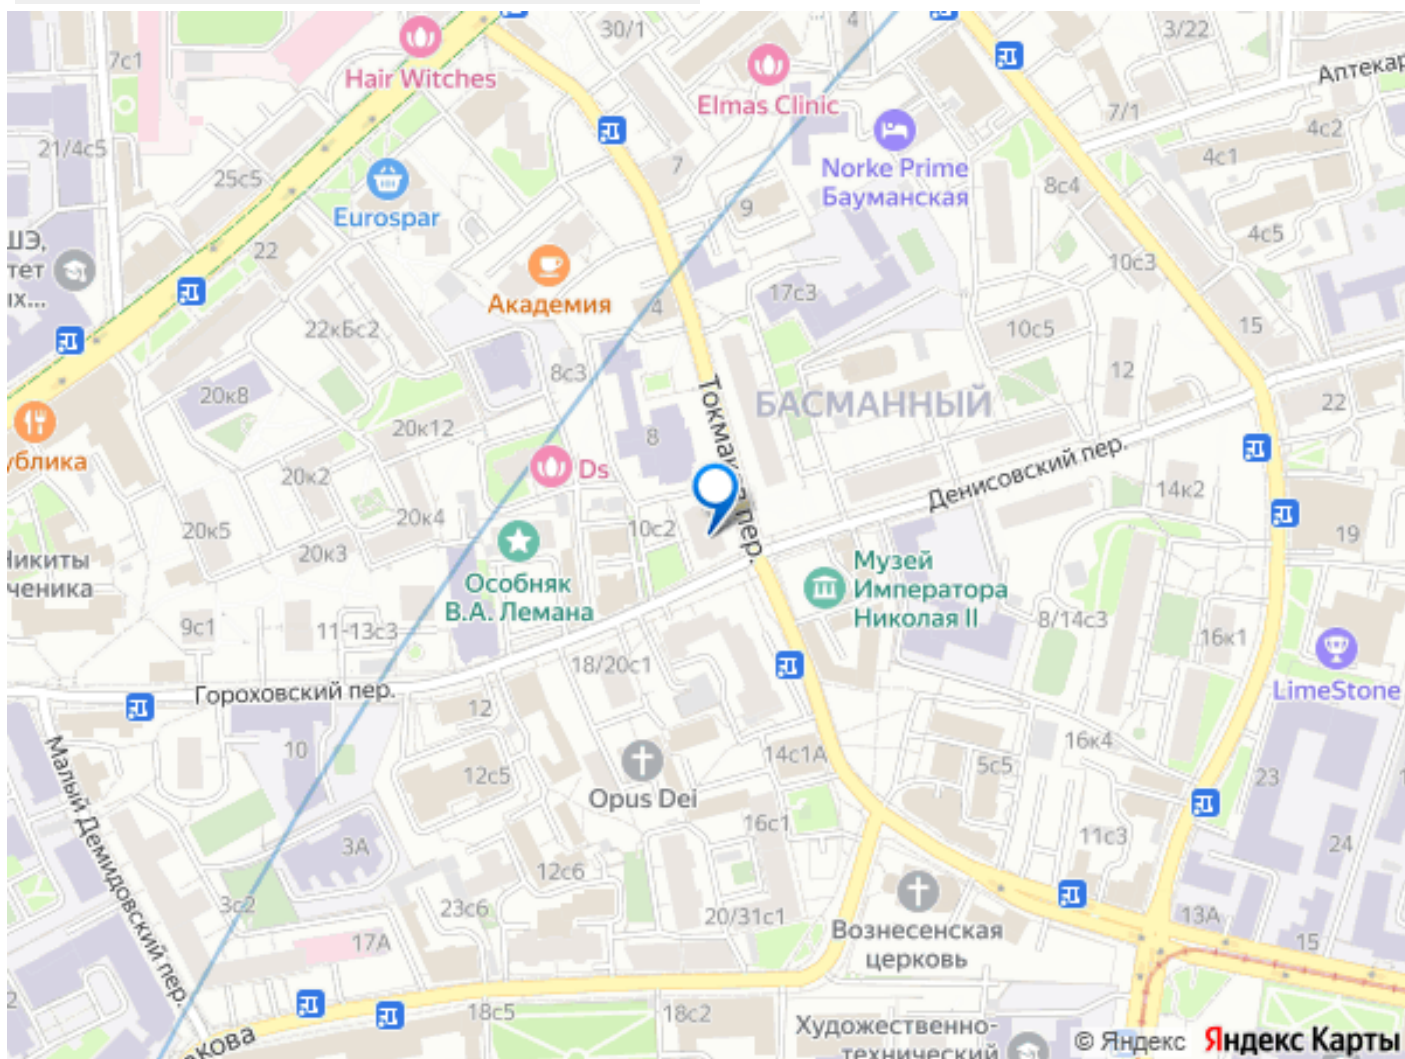 30/1
4
3/22
7с1
Hair Witches
Elmas Clinic
Аптекар
7/1
4с2
21/4с5
25с5
7
Norke Prime
Бауманская
4с1
8с4
Eurospar
9
ШЭ,
тет
их...
22
4с5
10с3
Академия
17с3
4
22кБс2
10с5
15
8с3
12
20к8
Токмаков пер.
БАСМАННЫЙ
22
ублика
20к12
8
Ds
Денисовский пер.
20к2
14к2
20к5
20к4
10с2
19
20к3
Никиты
ченика
Особняк
В.А. Лемана
Музей
Императора
Николая II
9с1
11-13с3
8/14с3
16к1
18/20с1
LimeStone
Гороховский пер.
12
10
14с1А
16к4
Малый Демидовский пер.
12с5
5с5
23
Opus Dei
16с1
11с3
3А
24
12с6
3с2
23с6
20/31с1
13А
17А
Вознесенская
церковь
15
2
18с5
18с2
кова
Художественно-
технический
© Яндекс Яндекс Карты